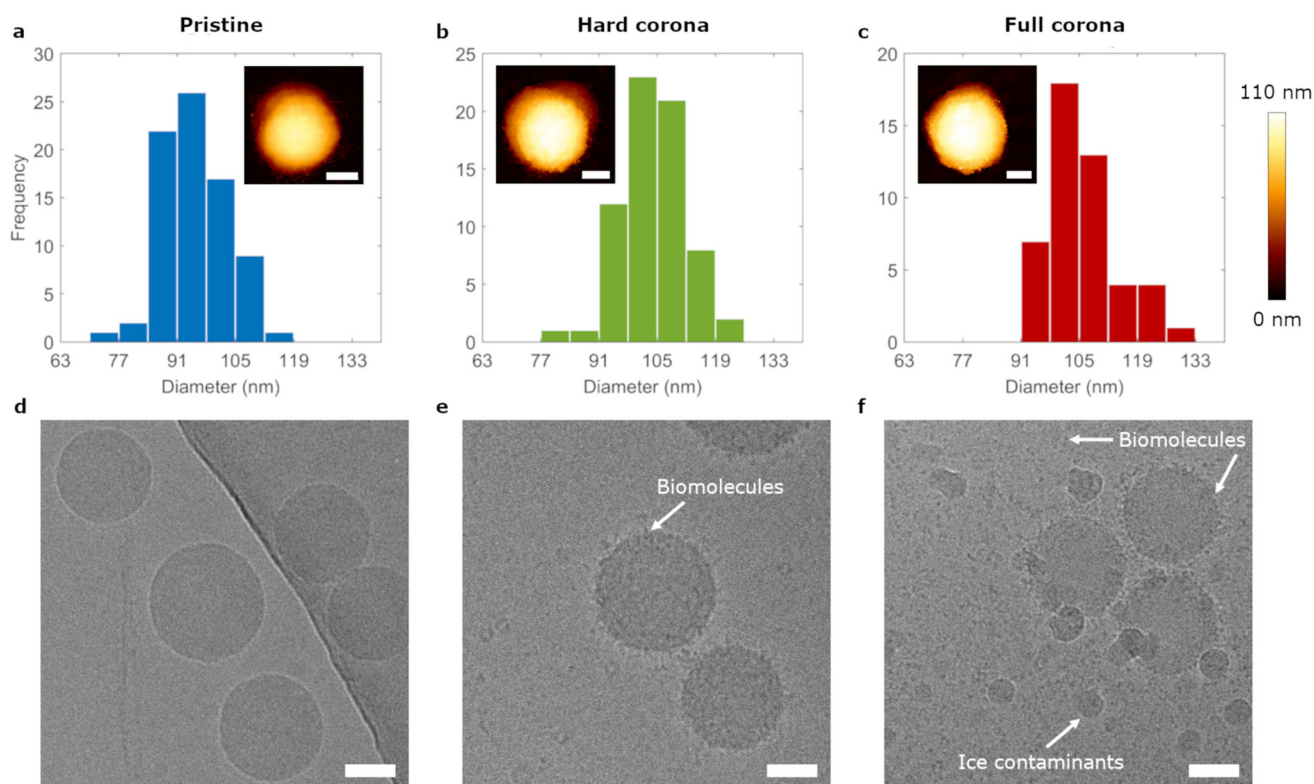 Pristine
Hard corona
Full corona
a
b
c
30
25
20
15
10
5
0
Frequency
63 77 91 105 119 133
Diameter (nm)
25
20
15
10
5
0
63 77 91 105 119 133
Diameter (nm)
20
15
10
5
0
63 77 91 105 119 133
Diameter (nm)
110 nm
0 nm
d
e
f
Biomolecules
Biomolecules
Ice contaminants